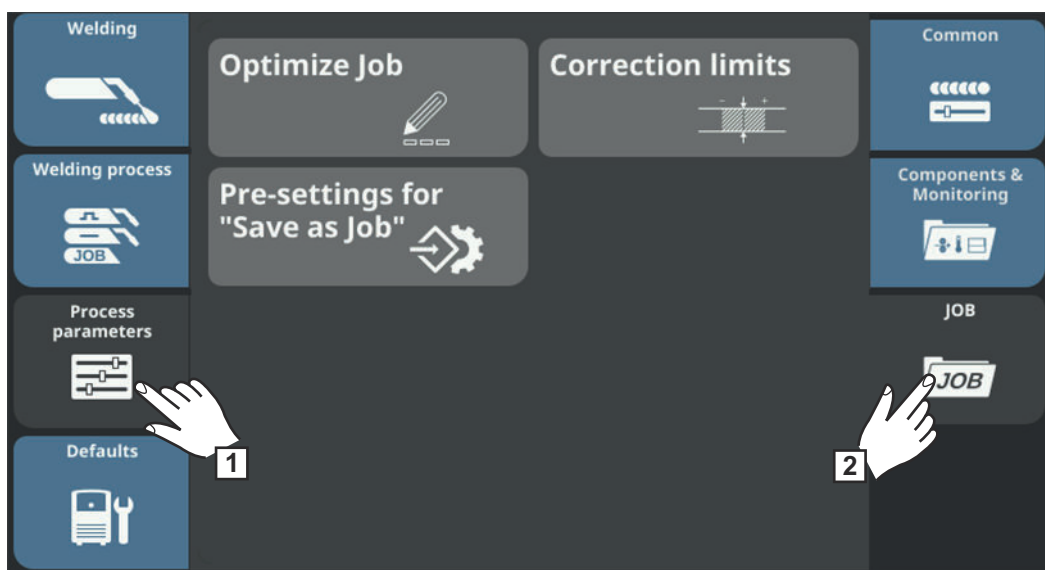 Welding
Welding process
JOB
Process
parameters
1
Defaults
Optimize Job
Correction limits
- +
Pre-settings for
"Save as Job"
Common
Components &
Monitoring
JOB
JOB
2